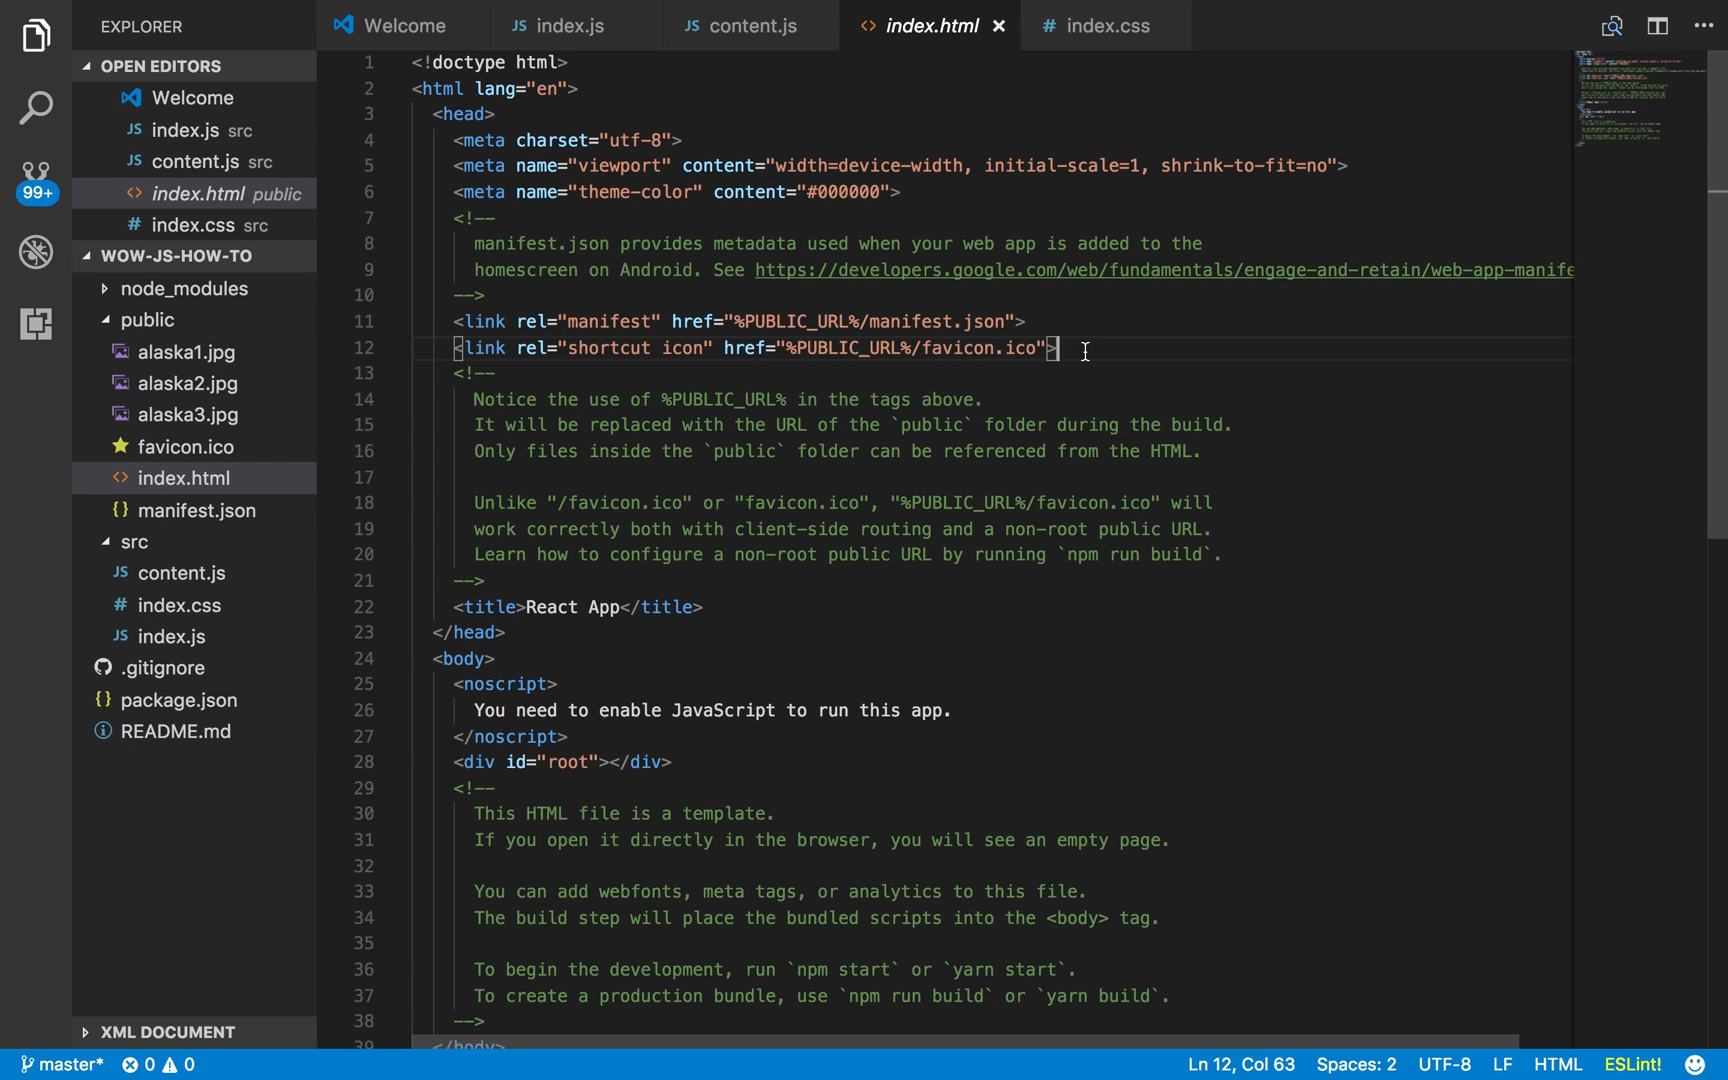 EXPLORER
Welcome
JS index.js
JS content.js
<> index.html ×
# index.css
OPEN EDITORS
Welcome
JS index.js src
JS content.js src
<> index.html public
# index.css src
99+
WOW-JS-HOW-TO
node_modules
public
alaska1.jpg
alaska2.jpg
alaska3.jpg
favicon.ico
<> index.html
{} manifest.json
src
JS content.js
# index.css
JS index.js
.gitignore
{} package.json
README.md
XML DOCUMENT
1 <!doctype html>
2 <html lang="en">
3 <head>
4 <meta charset="utf-8">
5 <meta name="viewport" content="width=device-width, initial-scale=1, shrink-to-fit=no">
6 <meta name="theme-color" content="#000000">
7 <!--
8 manifest.json provides metadata used when your web app is added to the
9 homescreen on Android. See https://developers.google.com/web/fundamentals/engage-and-retain/web-app-manife
10 -->
11 <link rel="manifest" href="%PUBLIC_URL%/manifest.json">
12 <link rel="shortcut icon" href="%PUBLIC_URL%/favicon.ico">
13 <!--
14 Notice the use of %PUBLIC_URL% in the tags above.
15 It will be replaced with the URL of the `public` folder during the build.
16 Only files inside the `public` folder can be referenced from the HTML.
17
18 Unlike "/favicon.ico" or "favicon.ico", "%PUBLIC_URL%/favicon.ico" will
19 work correctly both with client-side routing and a non-root public URL.
20 Learn how to configure a non-root public URL by running `npm run build`.
21 -->
22 <title>React App</title>
23 </head>
24 <body>
25 <noscript>
26 You need to enable JavaScript to run this app.
27 </noscript>
28 <div id="root"></div>
29 <!--
30 This HTML file is a template.
31 If you open it directly in the browser, you will see an empty page.
32
33 You can add webfonts, meta tags, or analytics to this file.
34 The build step will place the bundled scripts into the <body> tag.
35
36 To begin the development, run `npm start` or `yarn start`.
37 To create a production bundle, use `npm run build` or `yarn build`.
38 -->
39 </body>
master* 0 0
Ln 12, Col 63 Spaces: 2 UTF-8 LF HTML ESLint!